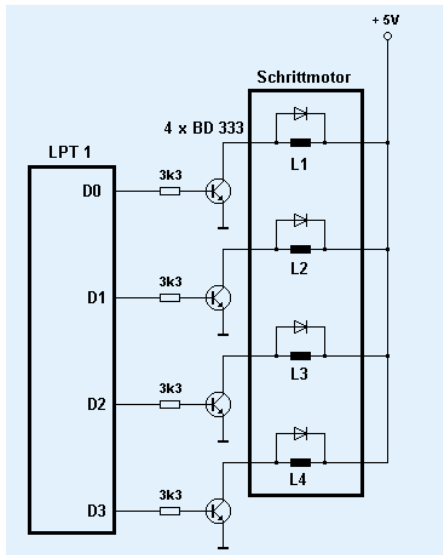 + 5V
Schrittmotor
4 x BD 333
LPT 1
L1
3k3
D0
L2
3k3
D1
L3
3k3
D2
L4
3k3
D3